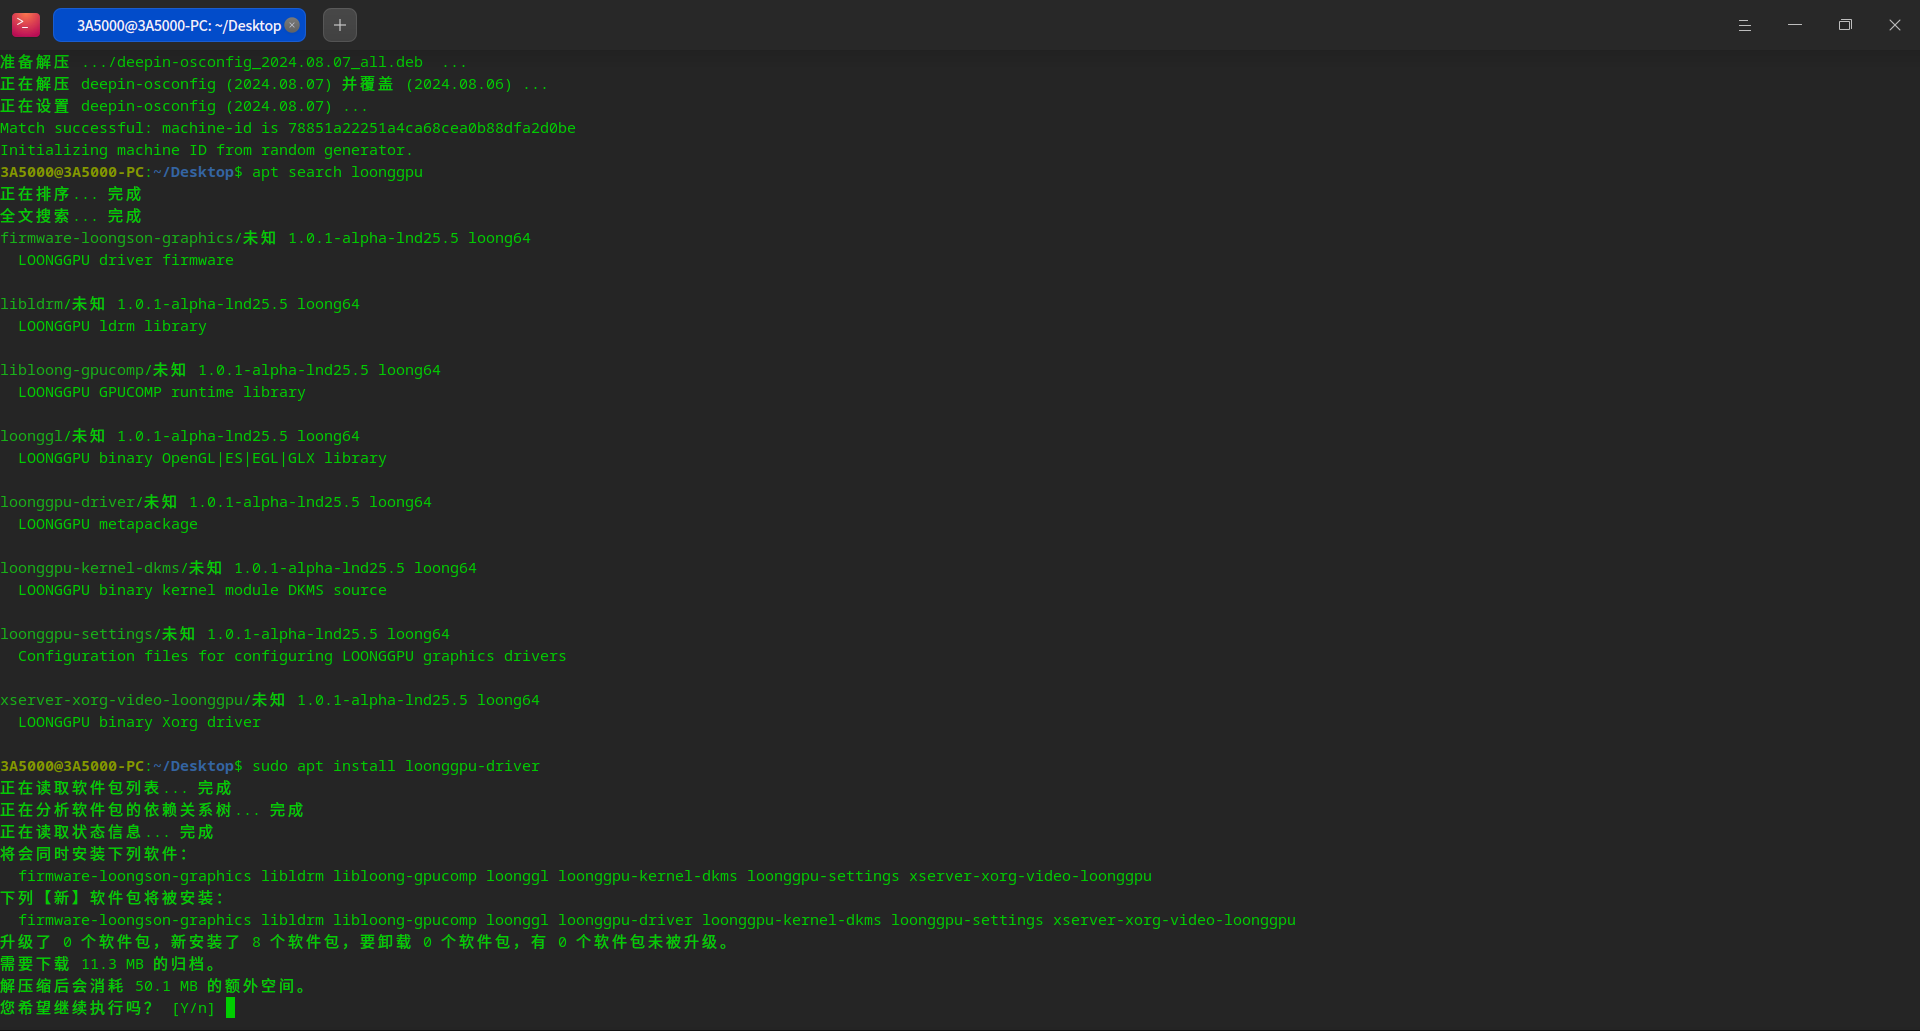 3A5000@3A5000-PC: ~/Desktop
准备解压 .../deepin-osconfig_2024.08.07_all.deb  ...
正在解压 deepin-osconfig (2024.08.07) 并覆盖 (2024.08.06) ...
正在设置 deepin-osconfig (2024.08.07) ...
Match successful: machine-id is 78851a22251a4ca68cea0b88dfa2d0be
Initializing machine ID from random generator.
3A5000@3A5000-PC:~/Desktop$ apt search loonggpu
正在排序... 完成
全文搜索... 完成
firmware-loongson-graphics/未知 1.0.1-alpha-lnd25.5 loong64
  LOONGGPU driver firmware
libldrm/未知 1.0.1-alpha-lnd25.5 loong64
  LOONGGPU ldrm library
libloong-gpucomp/未知 1.0.1-alpha-lnd25.5 loong64
  LOONGGPU GPUCOMP runtime library
loonggl/未知 1.0.1-alpha-lnd25.5 loong64
  LOONGGPU binary OpenGL|ES|EGL|GLX library
loonggpu-driver/未知 1.0.1-alpha-lnd25.5 loong64
  LOONGGPU metapackage
loonggpu-kernel-dkms/未知 1.0.1-alpha-lnd25.5 loong64
  LOONGGPU binary kernel module DKMS source
loonggpu-settings/未知 1.0.1-alpha-lnd25.5 loong64
  Configuration files for configuring LOONGGPU graphics drivers
xserver-xorg-video-loonggpu/未知 1.0.1-alpha-lnd25.5 loong64
  LOONGGPU binary Xorg driver
3A5000@3A5000-PC:~/Desktop$ sudo apt install loonggpu-driver
正在读取软件包列表... 完成
正在分析软件包的依赖关系树... 完成
正在读取状态信息... 完成
将会同时安装下列软件：
  firmware-loongson-graphics libldrm libloong-gpucomp loonggl loonggpu-kernel-dkms loonggpu-settings xserver-xorg-video-loonggpu
下列【新】软件包将被安装：
  firmware-loongson-graphics libldrm libloong-gpucomp loonggl loonggpu-driver loonggpu-kernel-dkms loonggpu-settings xserver-xorg-video-loonggpu
升级了 0 个软件包，新安装了 8 个软件包，要卸载 0 个软件包，有 0 个软件包未被升级。
需要下载 11.3 MB 的归档。
解压缩后会消耗 50.1 MB 的额外空间。
您希望继续执行吗？ [Y/n]